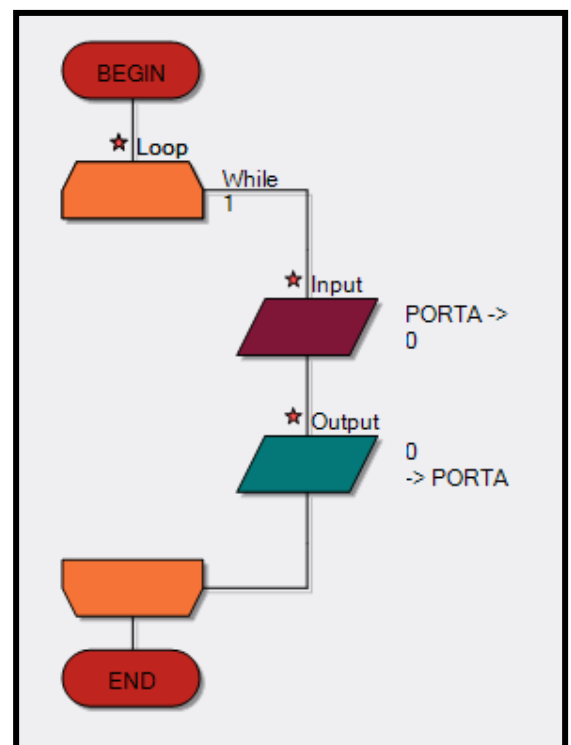 BEGIN
Loop
While
1
Input
PORTA ->
0
Output
0
-> PORTA
END